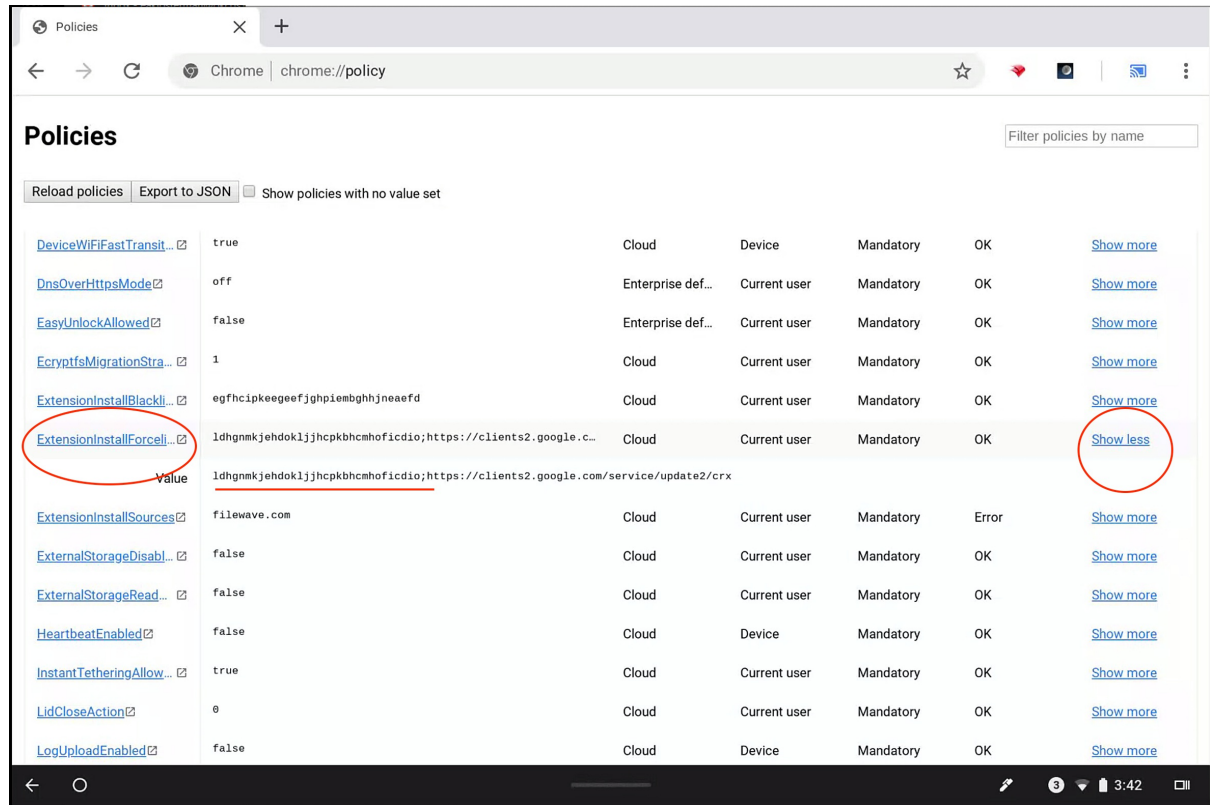 Policies
Chrome | chrome://policy
Policies
Filter policies by name
Reload policies Export to JSON Show policies with no value set
DeviceWiFiFastTransit... true Cloud Device Mandatory OK Show more
DnsOverHttpsMode off Enterprise def... Current user Mandatory OK Show more
EasyUnlockAllowed false Enterprise def... Current user Mandatory OK Show more
EcryptfsMigrationStra... 1 Cloud Current user Mandatory OK Show more
ExtensionInstallBlackli... egfhcipkeegeefjghpiembghhjneaefd Cloud Current user Mandatory OK Show more
ExtensionInstallForceli... ldhgnmkjehdokljjhcpkbhcmhoficdio;https://clients2.google.c... Cloud Current user Mandatory OK Show less
Value ldhgnmkjehdokljjhcpkbhcmhoficdio;https://clients2.google.com/service/update2/crx
ExtensionInstallSources filewave.com Cloud Current user Mandatory Error Show more
ExternalStorageDisabl... false Cloud Current user Mandatory OK Show more
ExternalStorageRead... false Cloud Current user Mandatory OK Show more
HeartbeatEnabled false Cloud Device Mandatory OK Show more
InstantTetheringAllow... true Cloud Current user Mandatory OK Show more
LidCloseAction 0 Cloud Current user Mandatory OK Show more
LogUploadEnabled false Cloud Device Mandatory OK Show more
3 3:42